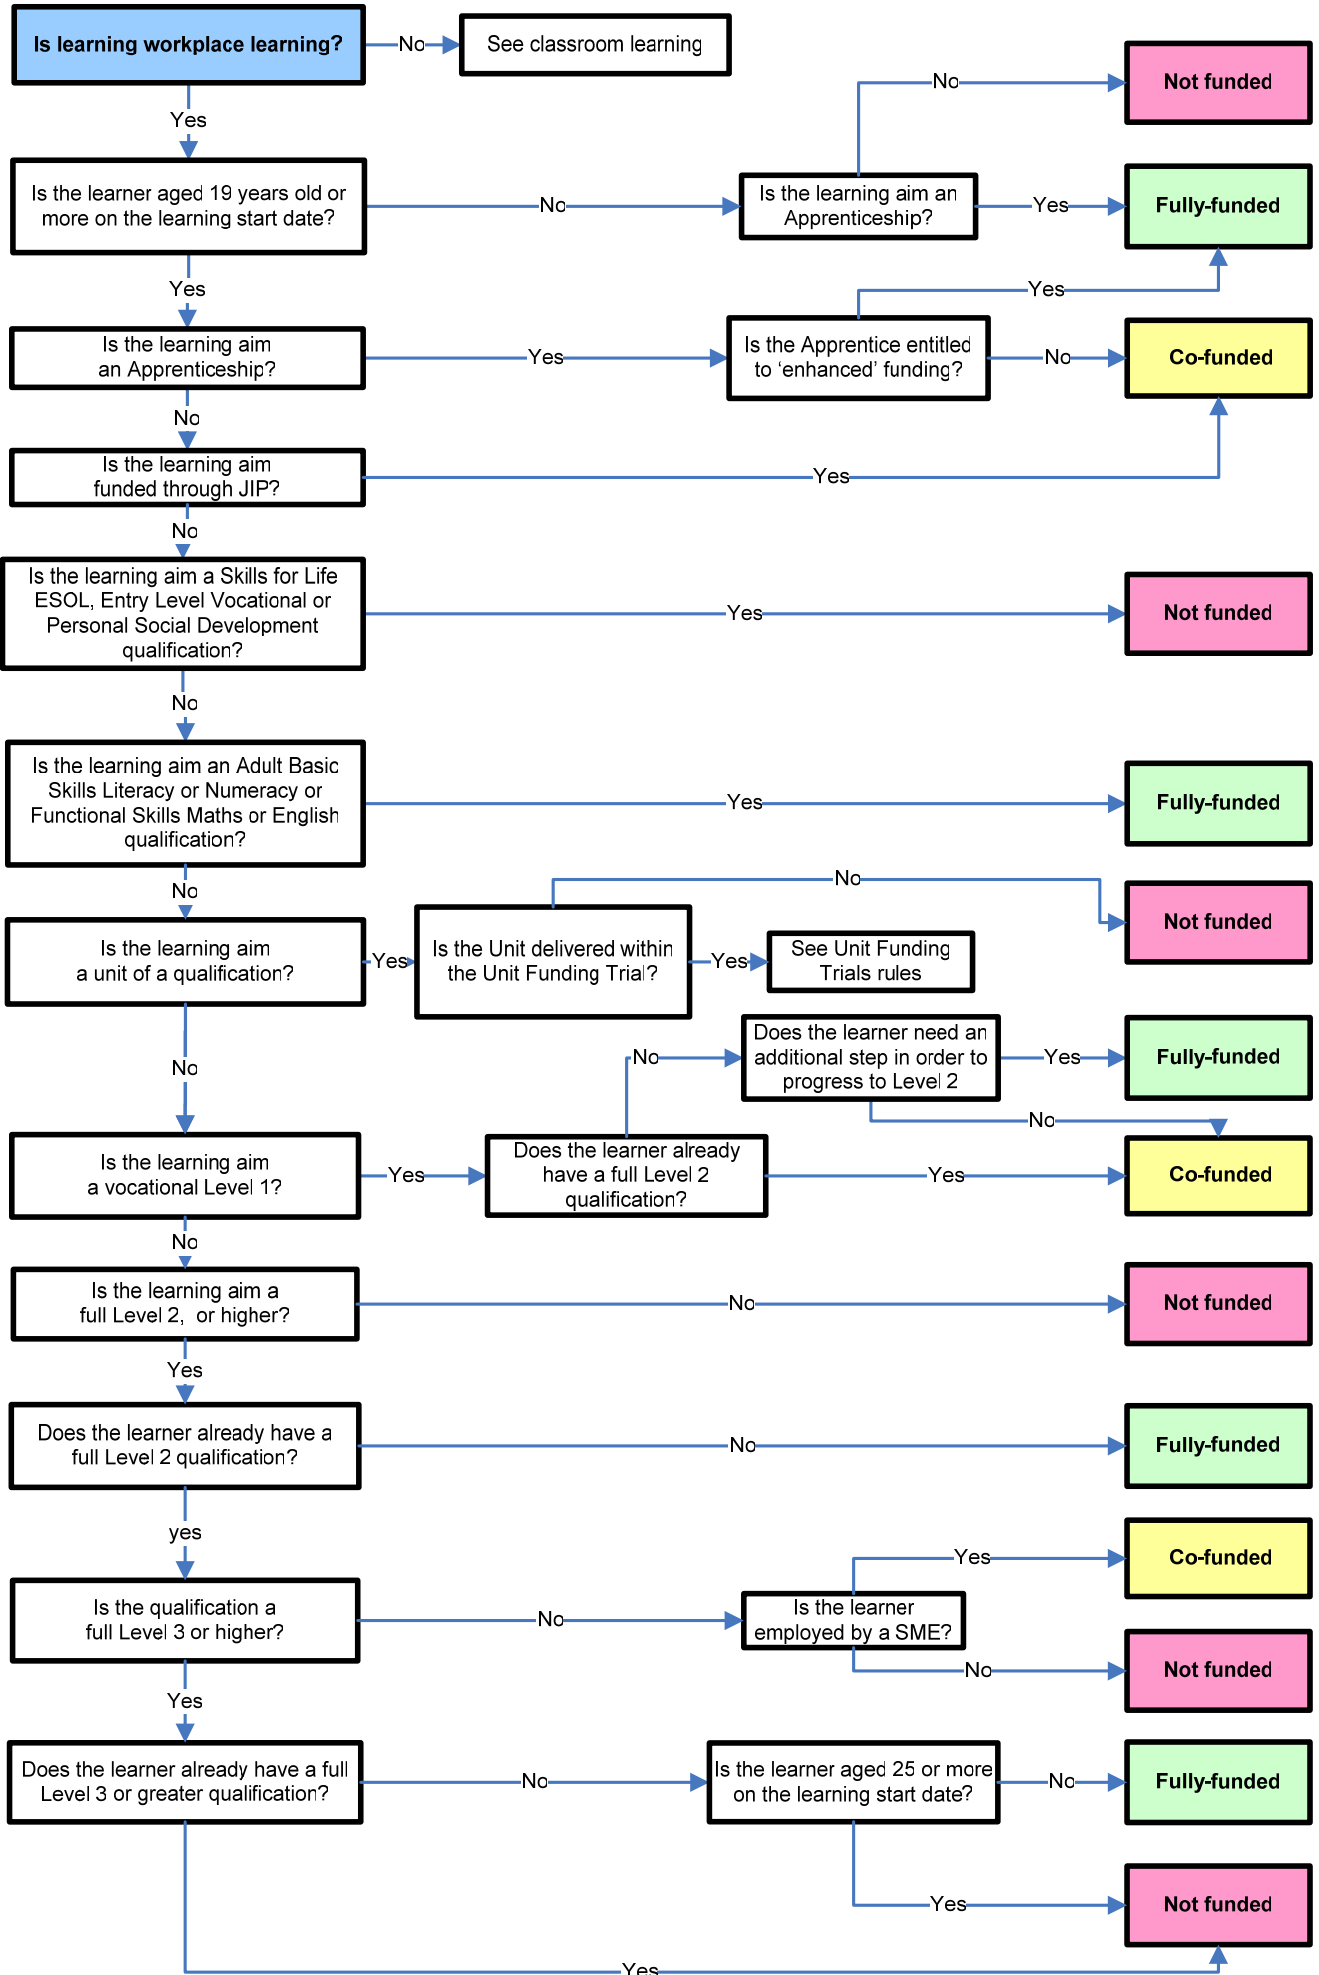 Is learning workplace learning?
No
See classroom learning
No
Not funded
Yes
Is the learner aged 19 years old or
more on the learning start date?
No
Is the learning aim an
Apprenticeship?
Yes
Fully-funded
Yes
Yes
Is the learning aim
an Apprenticeship?
Yes
Is the Apprentice entitled
to ‘enhanced’ funding?
No
Co-funded
No
Is the learning aim
funded through JIP?
Yes
No
Is the learning aim a Skills for Life
ESOL, Entry Level Vocational or
Personal Social Development
qualification?
Yes
Not funded
No
Is the learning aim an Adult Basic
Skills Literacy or Numeracy or
Functional Skills Maths or English
qualification?
Yes
Fully-funded
No
No
Not funded
Is the learning aim
a unit of a qualification?
Yes
Is the Unit delivered within
the Unit Funding Trial?
Yes
See Unit Funding
Trials rules
No
No
Does the learner need an
additional step in order to
progress to Level 2
Yes
Fully-funded
No
Is the learning aim
a vocational Level 1?
Yes
Does the learner already
have a full Level 2
qualification?
Yes
Co-funded
No
Is the learning aim a
full Level 2, or higher?
No
Not funded
Yes
Does the learner already have a
full Level 2 qualification?
No
Fully-funded
yes
Yes
Co-funded
Is the qualification a
full Level 3 or higher?
No
Is the learner
employed by a SME?
No
Not funded
Yes
Does the learner already have a full
Level 3 or greater qualification?
No
Is the learner aged 25 or more
on the learning start date?
No
Fully-funded
Yes
Not funded
Yes